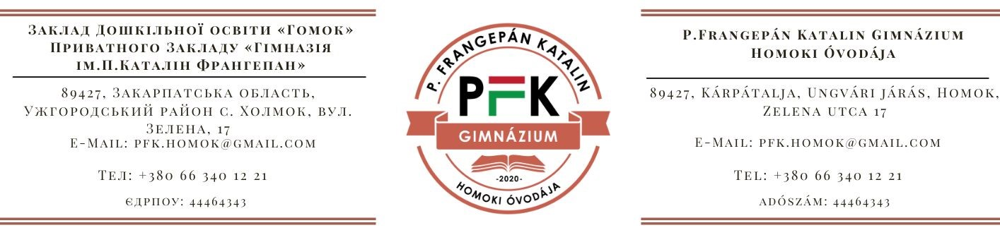 Заклад Дошкільної освіти «Гомок»
Приватного Закладу «Гімназія
ім.П.Каталін Франгепан»
89427, Закарпатська область,
Ужгородський район с. Холмок, вул.
Зелена, 17
E-Mail: pfk.homok@gmail.com
Тел: +380 66 340 12 21
єдрпоу: 44464343
P. FRANGEPÁN KATALIN
PFK
GIMNÁZIUM
-2020-
HOMOKI ÓVODÁJA
P.Frangepán Katalin Gimnázium
Homoki Óvodája
89427, Kárpátalja, Ungvári járás, Homok,
Zelena utca 17
E-Mail: pfk.homok@gmail.com
Tel: +380 66 340 12 21
adószám: 44464343